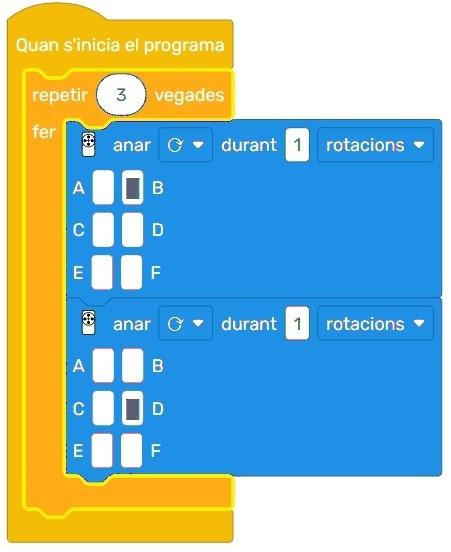 Quan s'inicia el programa
repetir 3 vegades
fer
anar durant 1 rotacions
A B
C D
E F
anar durant 1 rotacions
A B
C D
E F